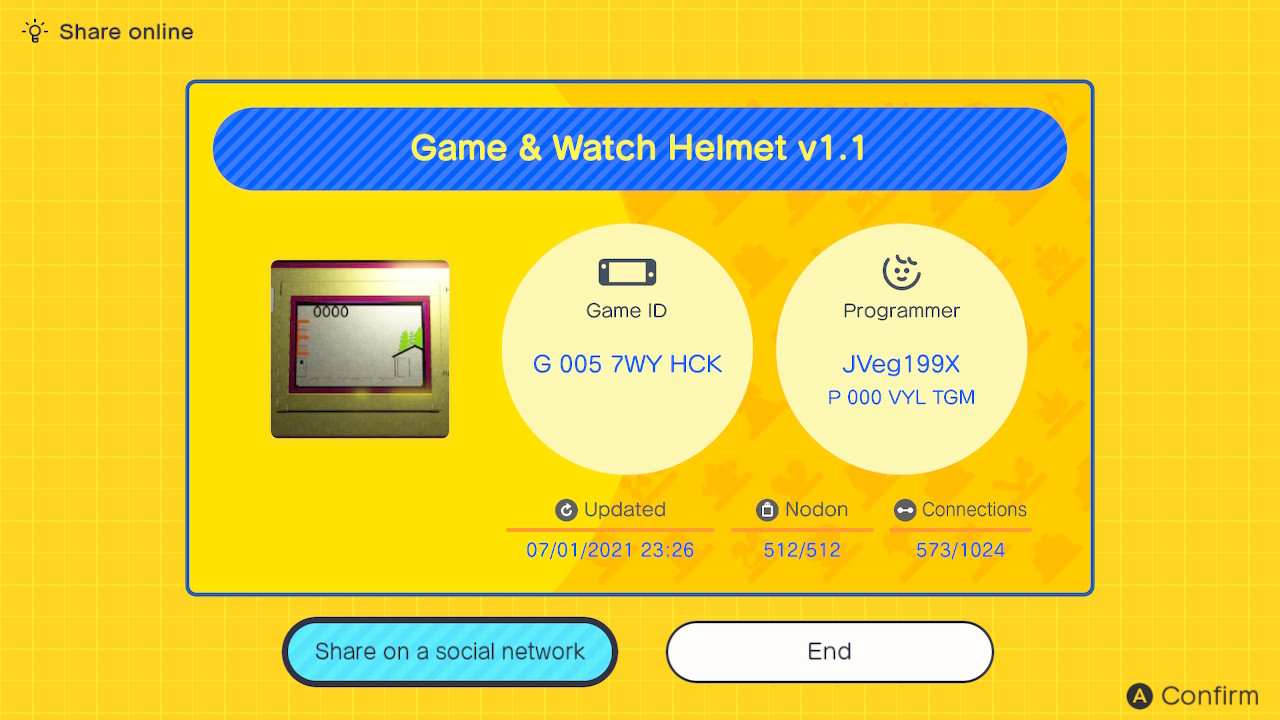 Share online
Game & Watch Helmet v1.1
0000
Game ID
G 005 7WY HCK
Programmer
JVeg199X
P 000 VYL TGM
Updated
Nodon
Connections
07/01/2021 23:26
512/512
573/1024
Share on a social network
End
A Confirm